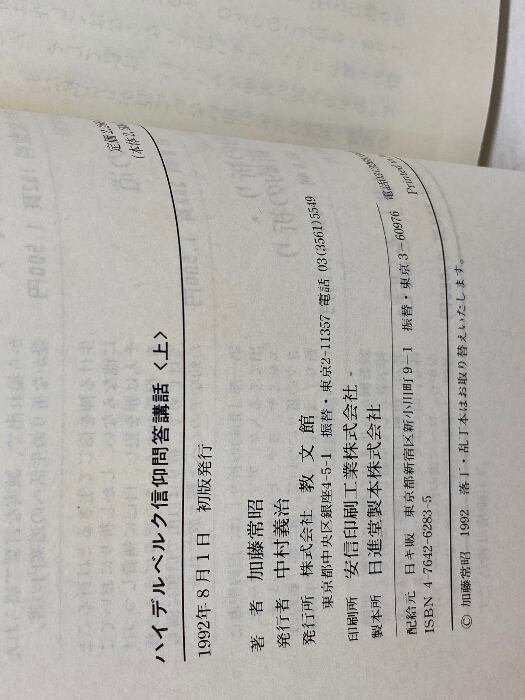 ハイデルベルク信仰問答講話〈上〉
1992年8月1日 初版発行
著者 加藤常昭
発行者 中村義治
発行所 株式会社 教文館
東京都中央区銀座4-5-1 振替・東京2-11357 電話 03(3561)5549
印刷所 安信印刷工業株式会社
製本所 日進堂製本株式会社
配給元 日キ販 東京都新宿区新小川町9-1 振替・東京3-60976
ISBN 4-7642-6283-5
Printed
© 加藤常昭 1992 落丁・乱丁本はお取り替えいたします。